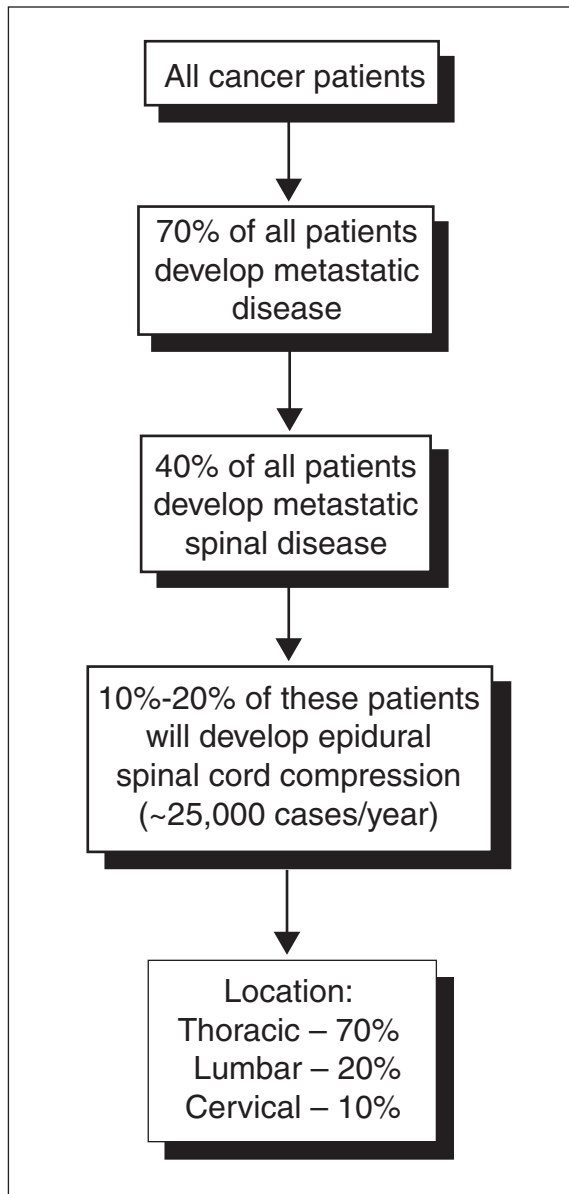 All cancer patients
70% of all patients
develop metastatic
disease
40% of all patients
develop metastatic
spinal disease
10%-20% of these patients
will develop epidural
spinal cord compression
(~25,000 cases/year)
Location:
Thoracic – 70%
Lumbar – 20%
Cervical – 10%